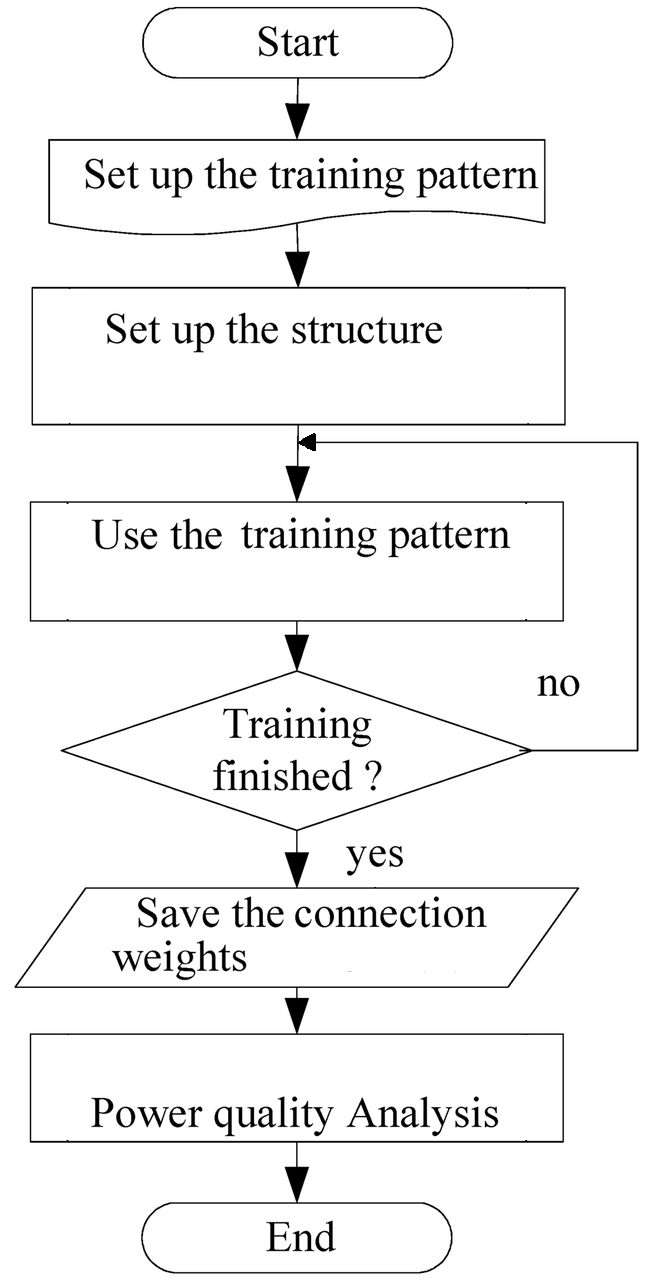 Start
Set up the training pattern
Set up the structure
Use the training pattern
no
Training
finished ?
yes
Save the connection
weights
Power quality Analysis
End